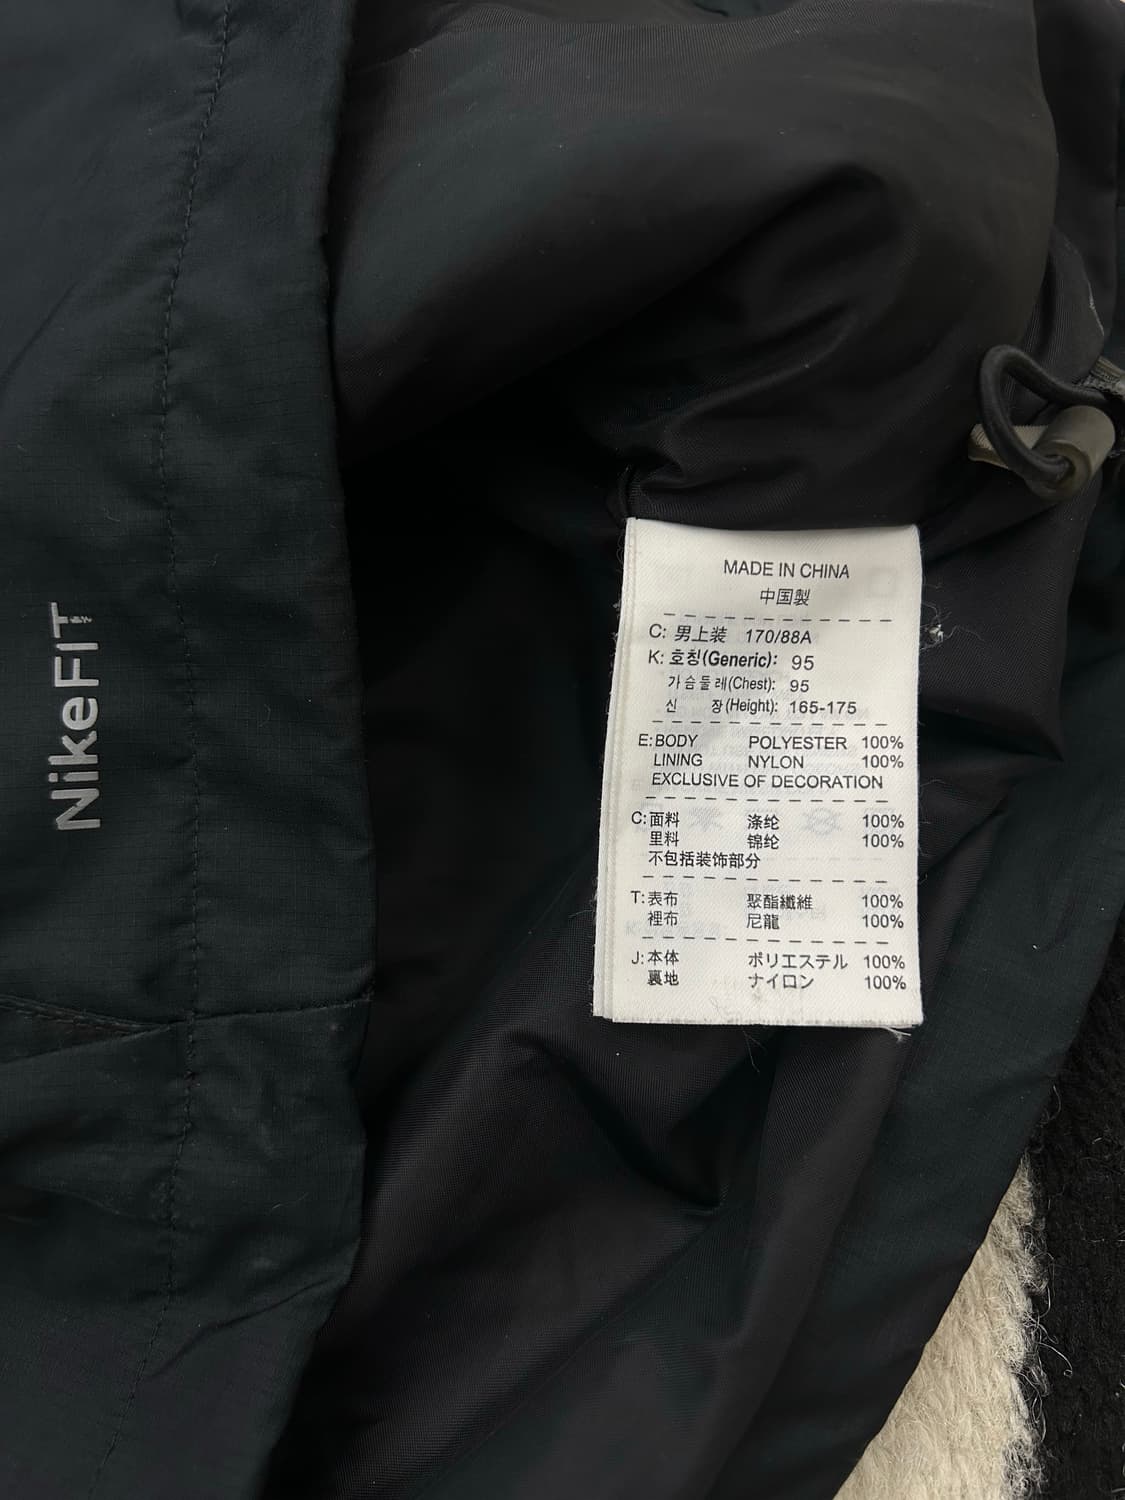 NikeFIT
MADE IN CHINA
中国製
C: 男上装 170/88A
K: 호칭(Generic): 95
가슴둘레(Chest): 95
신 장(Height): 165-175
E: BODY POLYESTER 100%
LINING NYLON 100%
EXCLUSIVE OF DECORATION
C: 面料 涤纶 100%
里料 锦纶 100%
不包括装饰部分
T: 表布 聚酯纖維 100%
裡布 尼龍 100%
J: 本体 ポリエステル 100%
裏地 ナイロン 100%